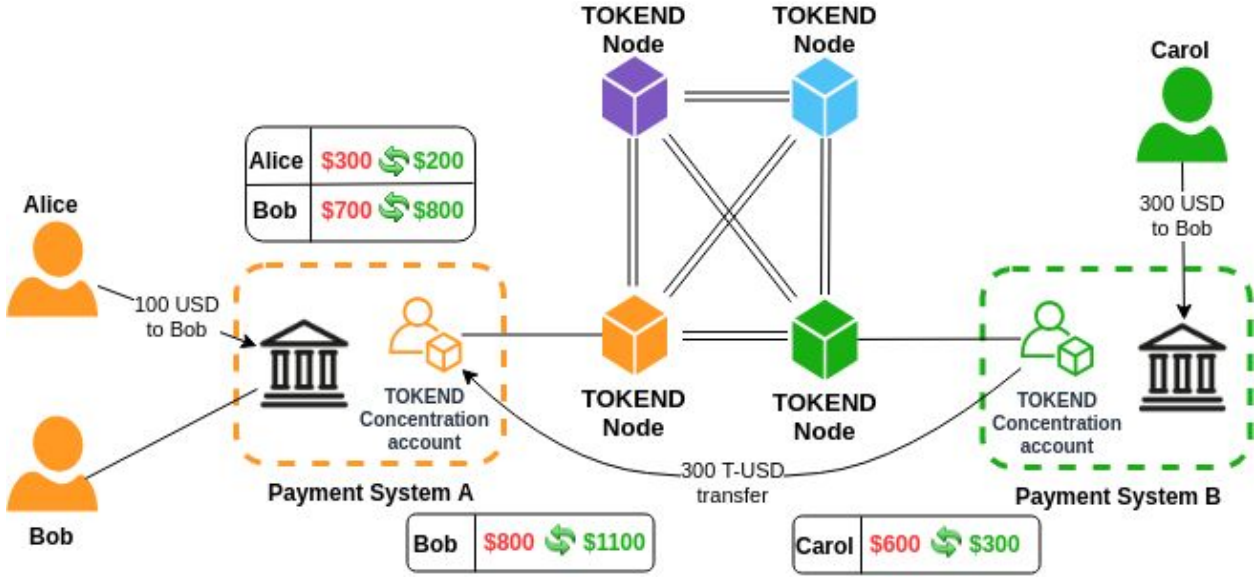 TOKEND
Node
TOKEND
Node
Carol
Alice $300 $200
Bob $700 $800
Alice
300 USD
to Bob
100 USD
to Bob
TOKEND
Concentration
account
TOKEND
Node
TOKEND
Node
TOKEND
Concentration
account
300 T-USD
transfer
Payment System A
Payment System B
Bob
Bob $800 $1100
Carol $600 $300